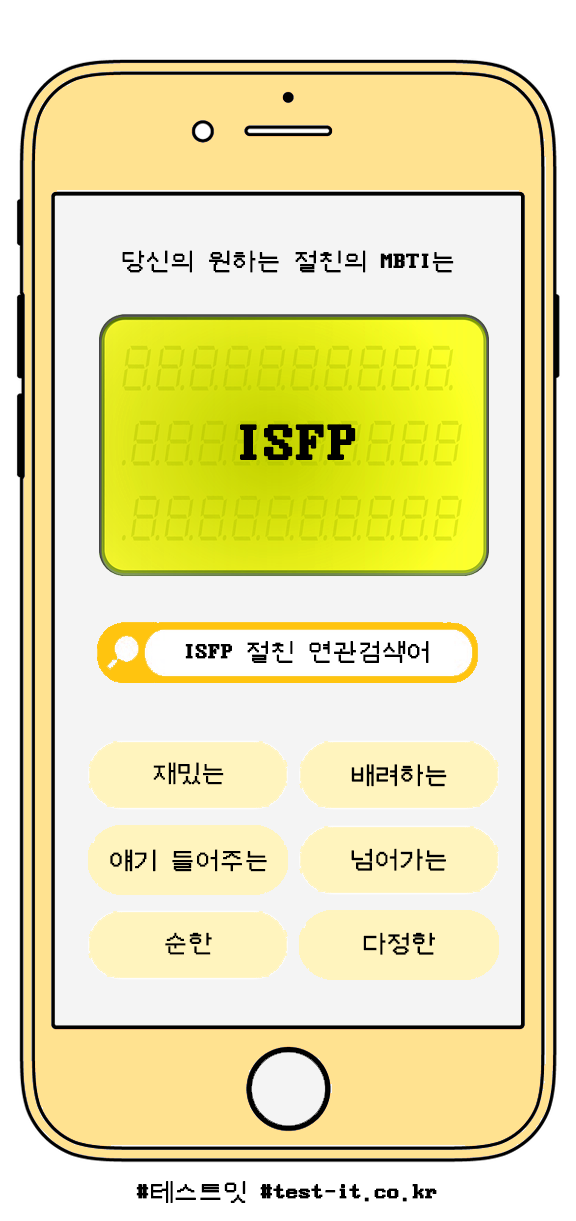 당신의 원하는 절친의 MBTI는
ISFP
ISFP 절친 연관검색어
재밌는 배려하는
얘기 들어주는 넘어가는
순한 다정한
#테스트잇 #test-it.co.kr